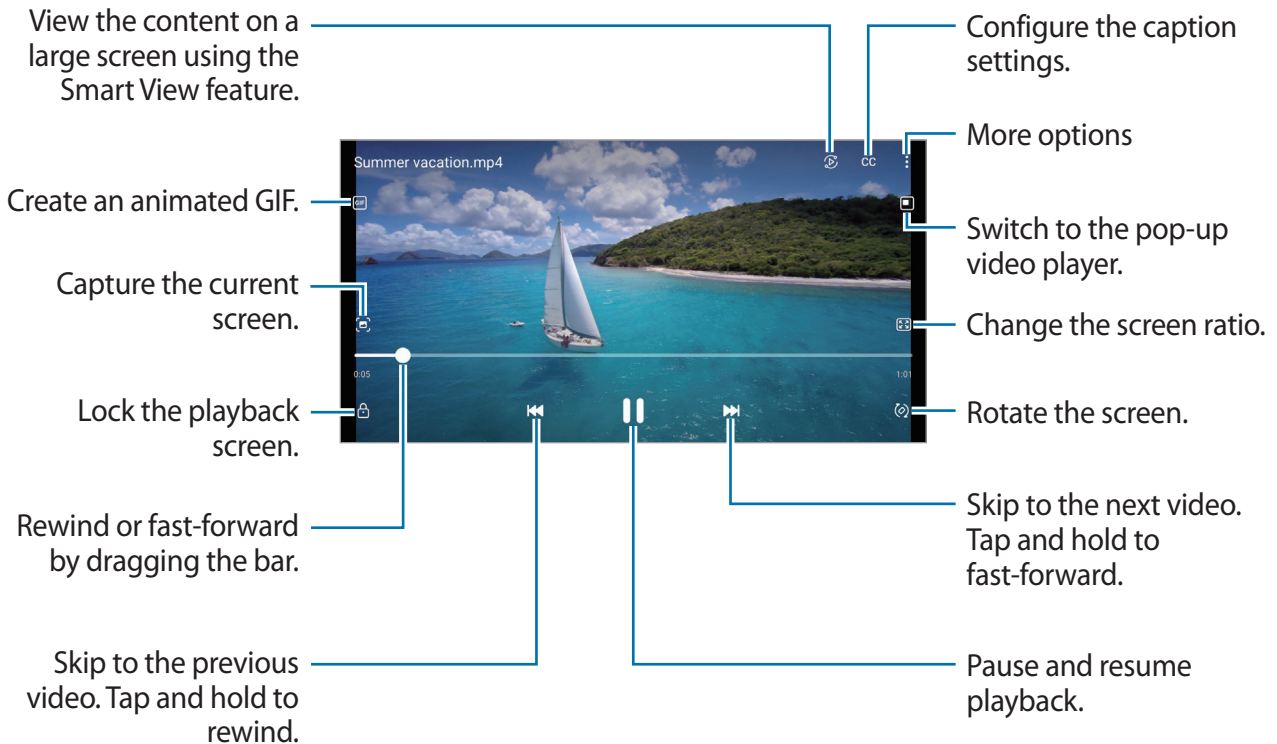 View the content on a
large screen using the
Smart View feature.
Configure the caption
settings.
More options
Summer vacation.mp4
CC
GIF
Create an animated GIF.
Switch to the pop-up
video player.
Capture the current
screen.
Change the screen ratio.
0:05
1:01
Lock the playback
screen.
Rotate the screen.
Rewind or fast-forward
by dragging the bar.
Skip to the next video.
Tap and hold to
fast-forward.
Skip to the previous
video. Tap and hold to
rewind.
Pause and resume
playback.